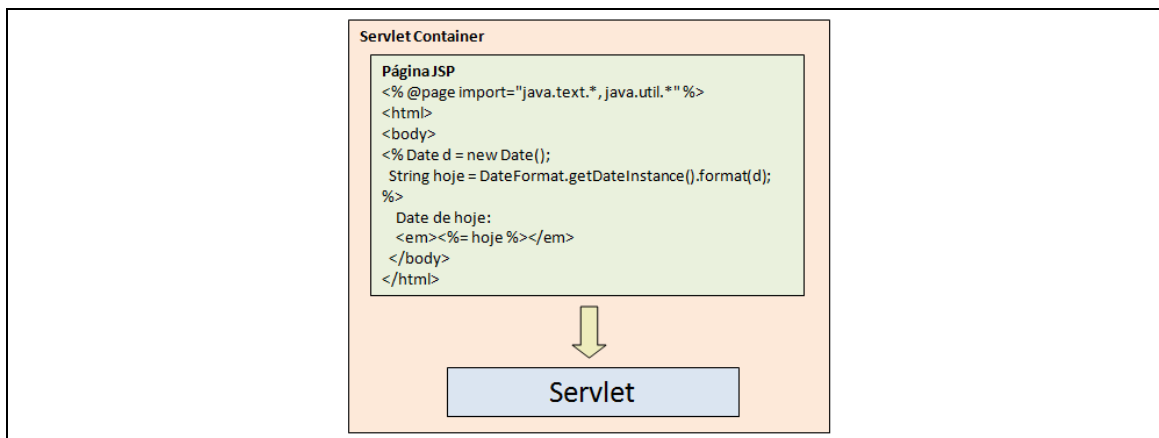 Servlet Container
Página JSP
<% @page import="java.text.*, java.util.*" %>
<html>
<body>
<% Date d = new Date();
String hoje = DateFormat.getDateInstance().format(d);
%>
Date de hoje:
<em><%= hoje %></em>
</body>
</html>
Servlet